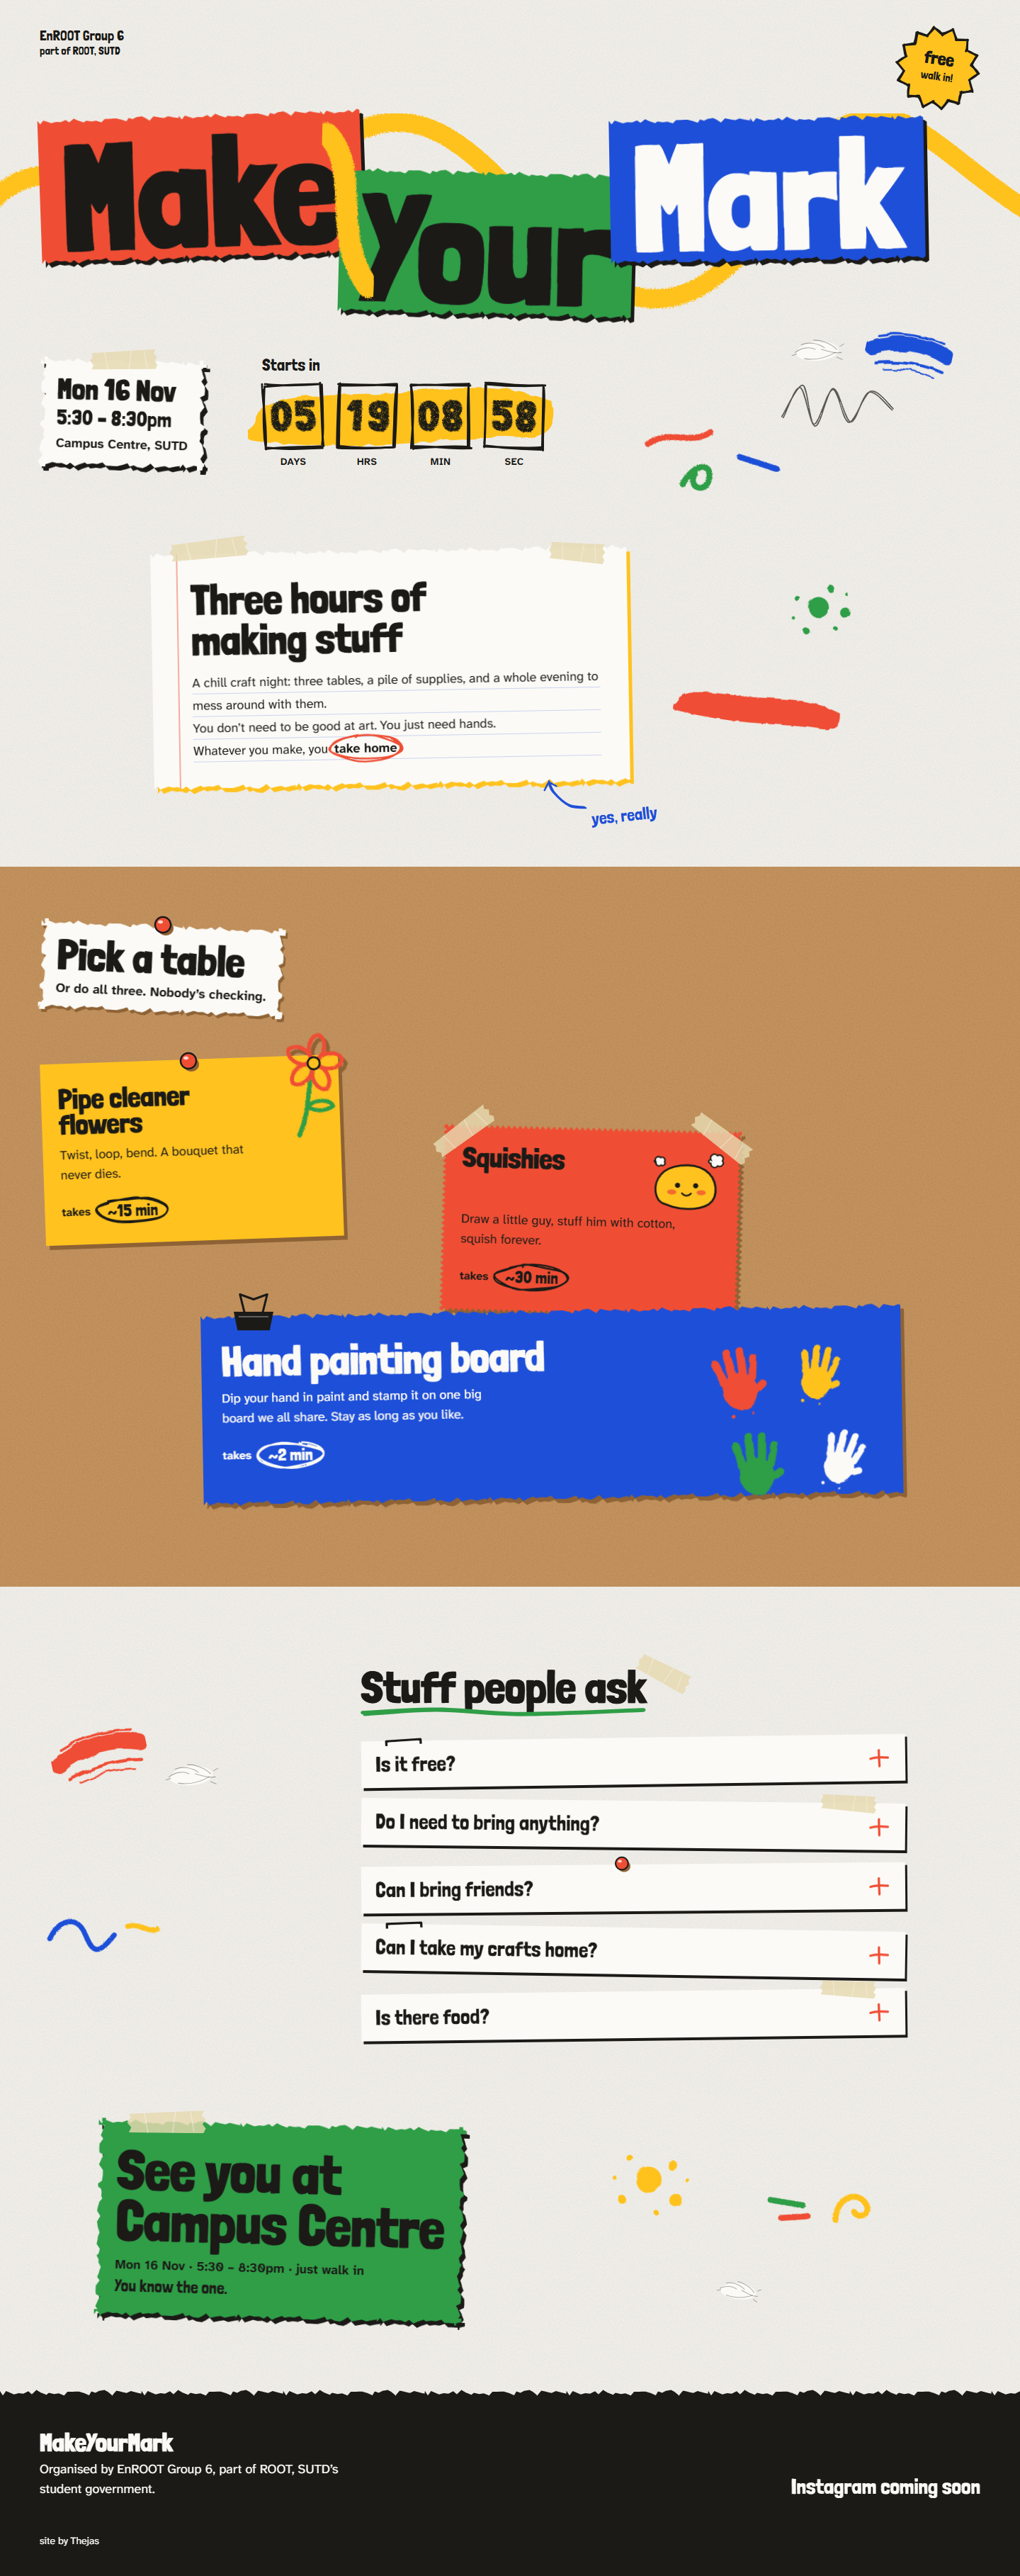 EnROOT Group 6
part of ROOT, SUTD
free
walk in!
Make
your
Mark
Mon 16 Nov
5:30 – 8:30pm
Campus Centre, SUTD
Starts in
05 19 08 58
DAYS HRS MIN SEC
Three hours of
making stuff
A chill craft night: three tables, a pile of supplies, and a whole evening to
mess around with them.
You don’t need to be good at art. You just need hands.
Whatever you make, you take home
yes, really
Pick a table
Or do all three. Nobody’s checking.
Pipe cleaner
flowers
Twist, loop, bend. A bouquet that
never dies.
takes ~15 min
Squishies
Draw a little guy, stuff him with cotton,
squish forever.
takes ~30 min
Hand painting board
Dip your hand in paint and stamp it on one big
board we all share. Stay as long as you like.
takes ~2 min
Stuff people ask
Is it free?
Do I need to bring anything?
Can I bring friends?
Can I take my crafts home?
Is there food?
See you at
Campus Centre
Mon 16 Nov · 5:30 – 8:30pm · just walk in
You know the one.
MakeYourMark
Organised by EnROOT Group 6, part of ROOT, SUTD’s
student government.
Instagram coming soon
site by Thejas